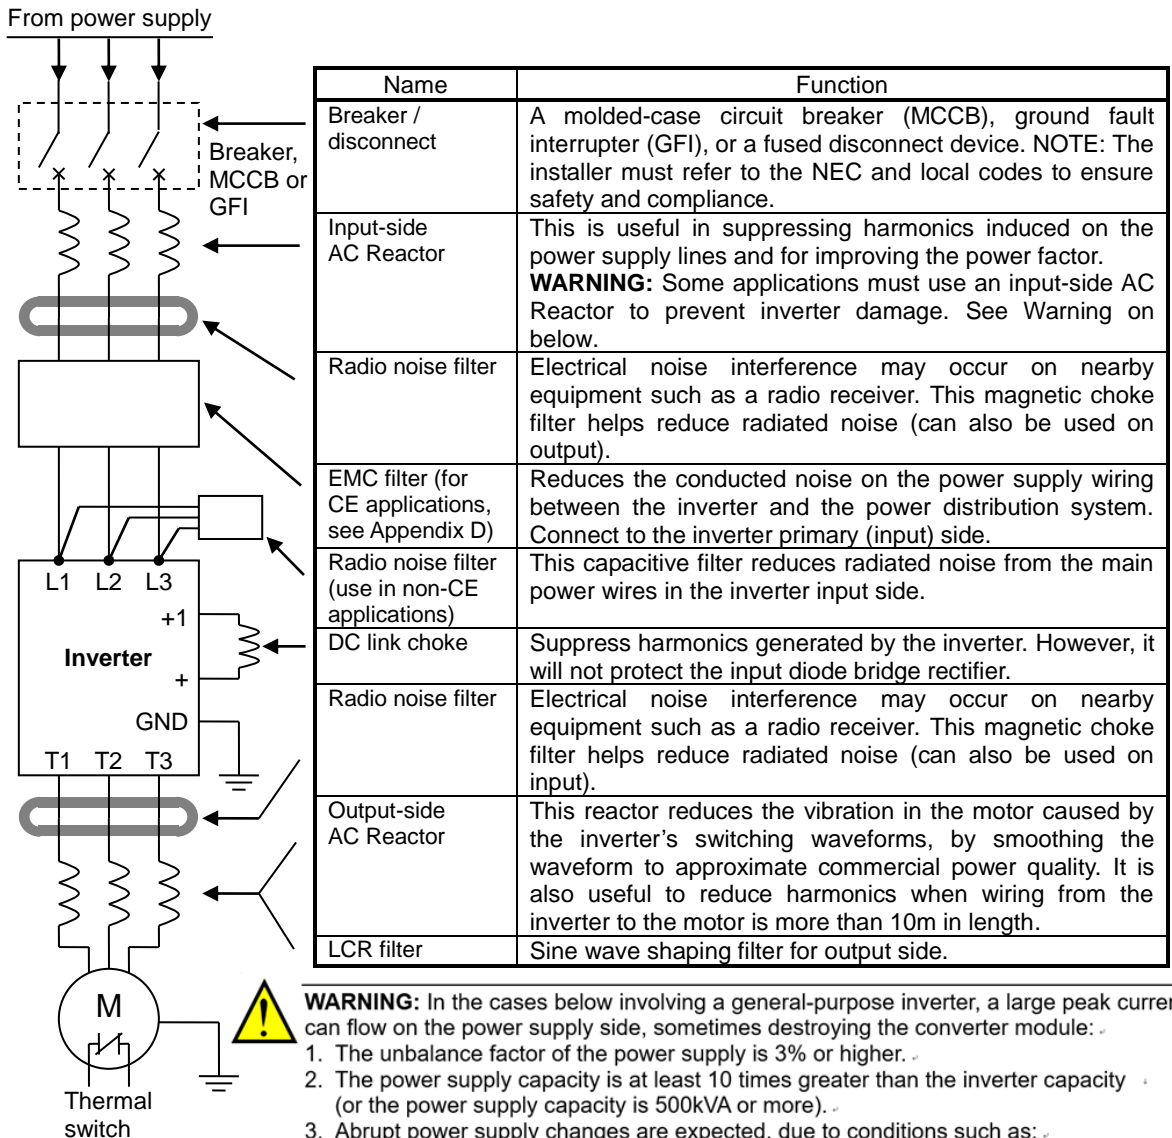 From power supply
Breaker,
MCCB or
GFI
L1 L2 L3
+1
Inverter
+
GND
T1 T2 T3
M
Thermal
switch
Name Function
Breaker / disconnect
A molded-case circuit breaker (MCCB), ground fault
interrupter (GFI), or a fused disconnect device. NOTE: The
installer must refer to the NEC and local codes to ensure
safety and compliance.
Input-side
AC Reactor
This is useful in suppressing harmonics induced on the
power supply lines and for improving the power factor.
WARNING: Some applications must use an input-side AC
Reactor to prevent inverter damage. See Warning on
below.
Radio noise filter
Electrical noise interference may occur on nearby
equipment such as a radio receiver. This magnetic choke
filter helps reduce radiated noise (can also be used on
output).
EMC filter (for
CE applications,
see Appendix D)
Reduces the conducted noise on the power supply wiring
between the inverter and the power distribution system.
Connect to the inverter primary (input) side.
Radio noise filter
(use in non-CE
applications)
This capacitive filter reduces radiated noise from the main
power wires in the inverter input side.
DC link choke
Suppress harmonics generated by the inverter. However, it
will not protect the input diode bridge rectifier.
Radio noise filter
Electrical noise interference may occur on nearby
equipment such as a radio receiver. This magnetic choke
filter helps reduce radiated noise (can also be used on
input).
Output-side
AC Reactor
This reactor reduces the vibration in the motor caused by
the inverter's switching waveforms, by smoothing the
waveform to approximate commercial power quality. It is
also useful to reduce harmonics when wiring from the
inverter to the motor is more than 10m in length.
LCR filter
Sine wave shaping filter for output side.
WARNING: In the cases below involving a general-purpose inverter, a large peak curren
can flow on the power supply side, sometimes destroying the converter module:
1. The unbalance factor of the power supply is 3% or higher.
2. The power supply capacity is at least 10 times greater than the inverter capacity
(or the power supply capacity is 500kVA or more).
3. Abrupt power supply changes are expected, due to conditions such as: